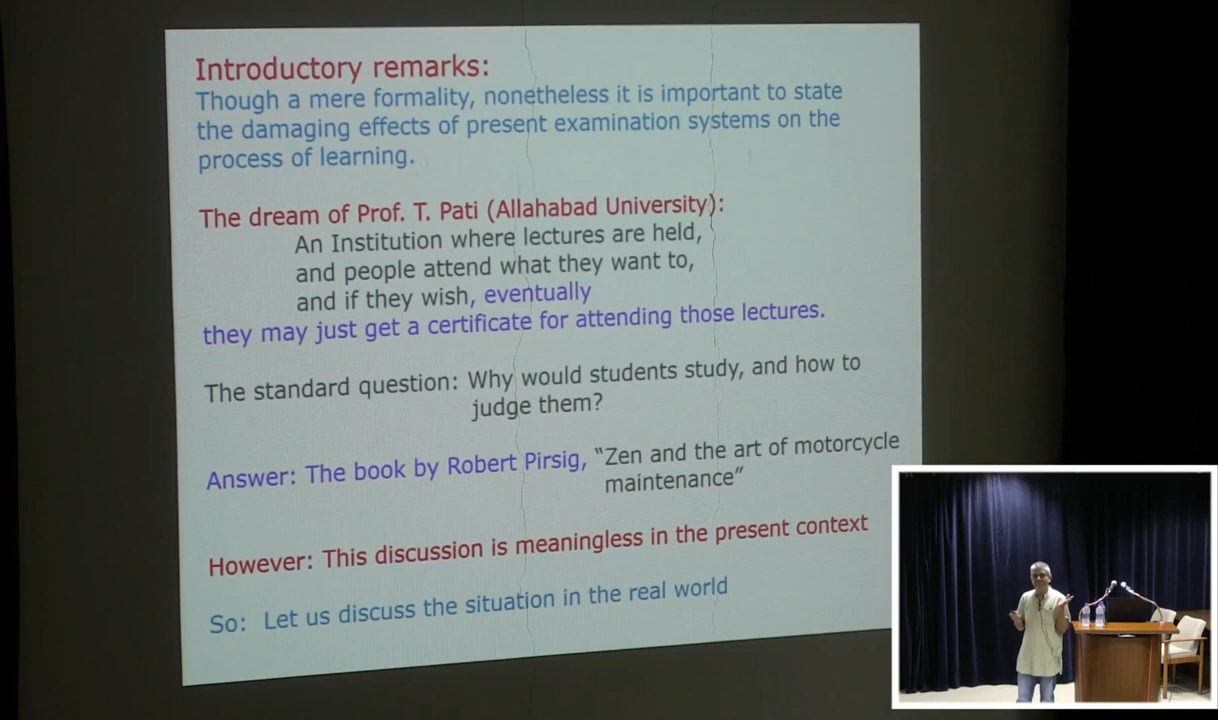 Introductory remarks:
Though a mere formality, nonetheless it is important to state
the damaging effects of present examination systems on the
process of learning.
The dream of Prof. T. Pati (Allahabad University):
An Institution where lectures are held,
and people attend what they want to,
and if they wish, eventually
they may just get a certificate for attending those lectures.
The standard question: Why would students study, and how to
judge them?
Answer: The book by Robert Pirsig, “Zen and the art of motorcycle
maintenance”
However: This discussion is meaningless in the present context
So: Let us discuss the situation in the real world